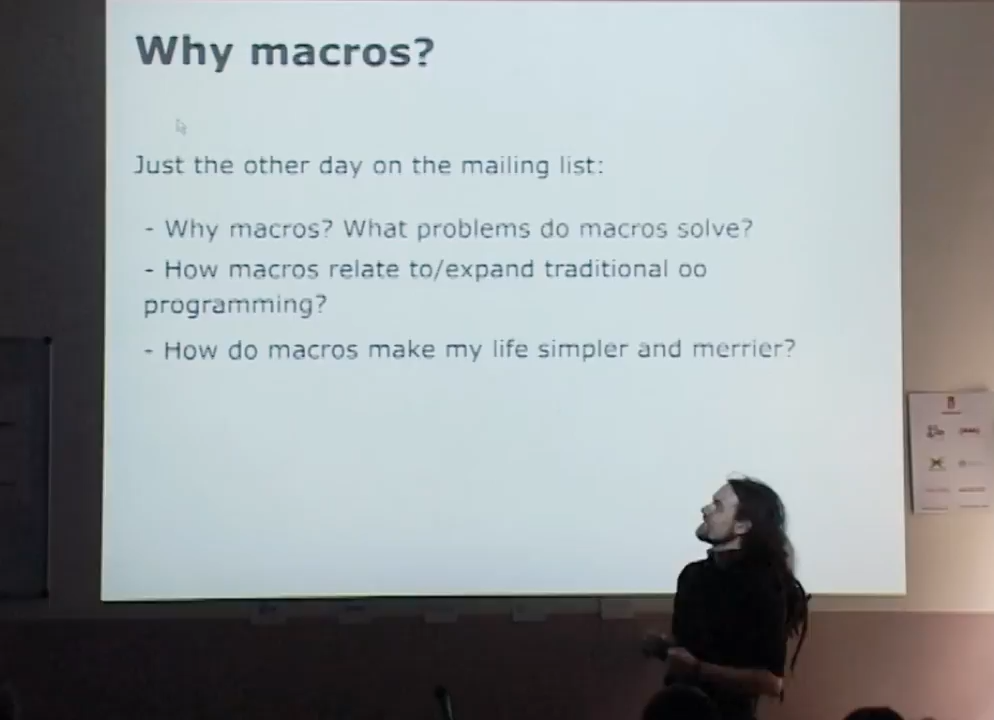 Why macros?
Just the other day on the mailing list:
- Why macros? What problems do macros solve?
- How macros relate to/expand traditional oo
programming?
- How do macros make my life simpler and merrier?